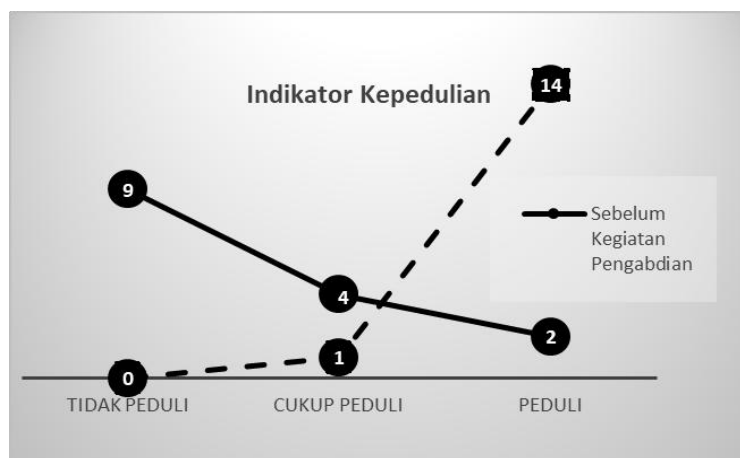 Indikator Kepedulian
14
9
4
2
1
0
Sebelum
Kegiatan
Pengabdian
TIDAK PEDULI
CUKUP PEDULI
PEDULI